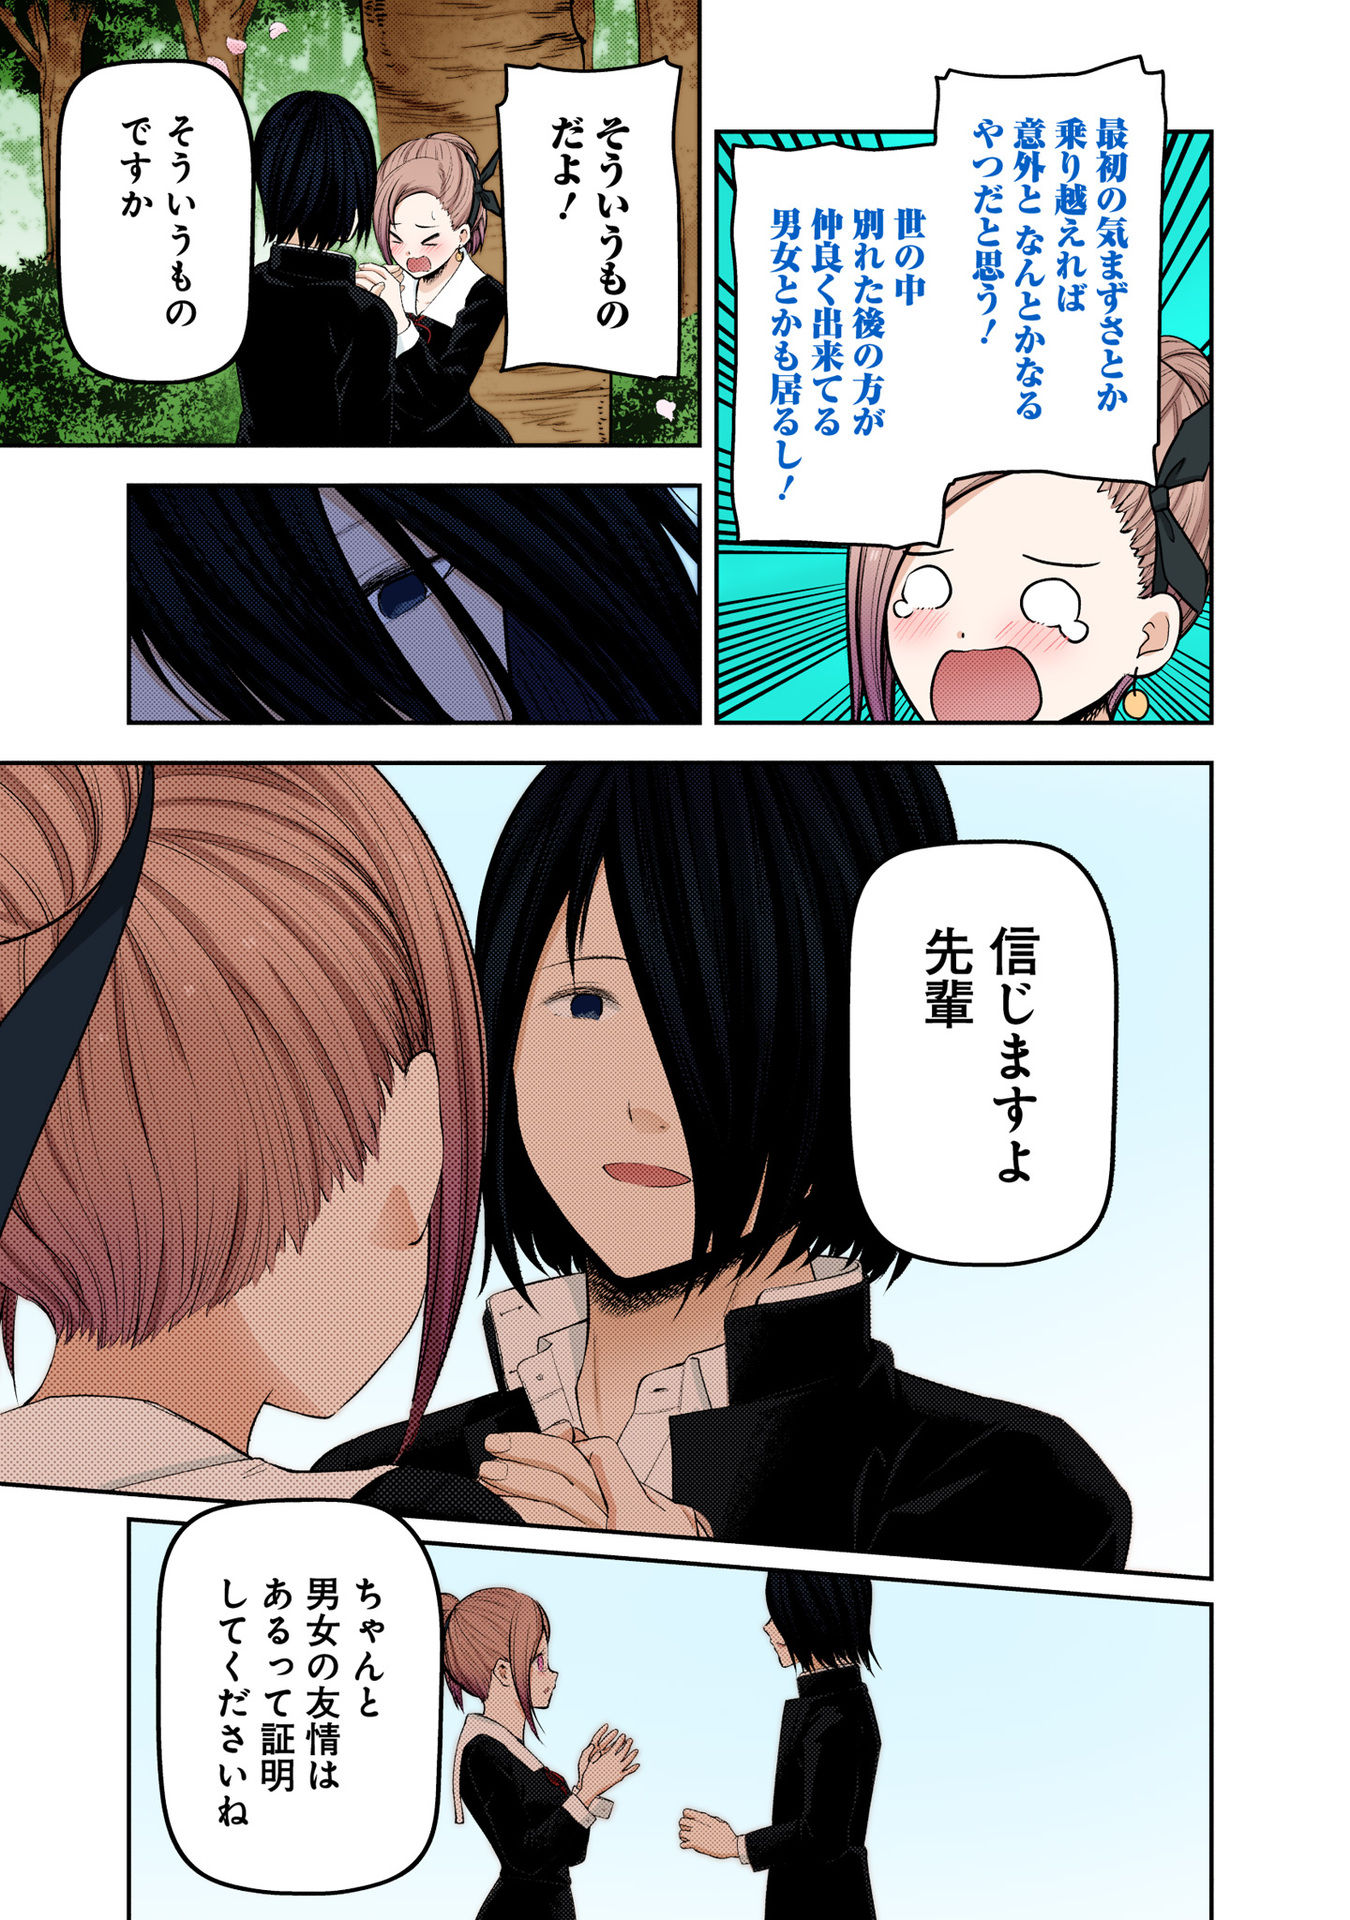 最初の気まずさとか
乗り越えれば
意外となんとかなる
やつだと思う！
世の中
別れた後の方が
仲良く出来てる
男女とかも居るし！
そういうもの
だよ！
そういうもの
ですか
信じますよ
先輩
ちゃんと
男女の友情は
あるって証明
してくださいね